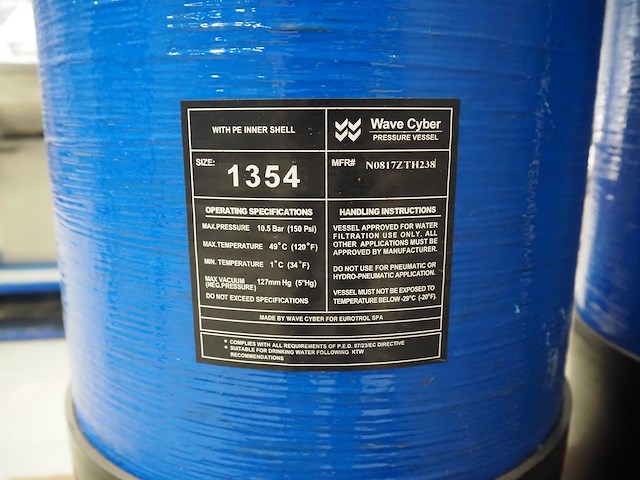 WITH PE INNER SHELL
Wave Cyber
PRESSURE VESSEL
SIZE:
1354
MFR# N0817ZTH238
OPERATING SPECIFICATIONS
MAX.PRESSURE 10.5 Bar (150 Psi)
MAX.TEMPERATURE 49°C (120°F)
MIN. TEMPERATURE 1°C (34°F)
MAX VACUUM
(NEG.PRESSURE) 127mm Hg (5"Hg)
DO NOT EXCEED SPECIFICATIONS
HANDLING INSTRUCTIONS
VESSEL APPROVED FOR WATER
FILTRATION USE ONLY. ALL
OTHER APPLICATIONS MUST BE
APPROVED BY MANUFACTURER.
DO NOT USE FOR PNEUMATIC OR
HYDRO-PNEUMATIC APPLICATION.
VESSEL MUST NOT BE EXPOSED TO
TEMPERATURE BELOW -29°C (-20°F).
MADE BY WAVE CYBER FOR EUROTROL SPA
* COMPLIES WITH ALL REQUIREMENTS OF P.E.D. 97/23/EC DIRECTIVE
* SUITABLE FOR DRINKING WATER FOLLOWING KTW
RECOMMENDATIONS